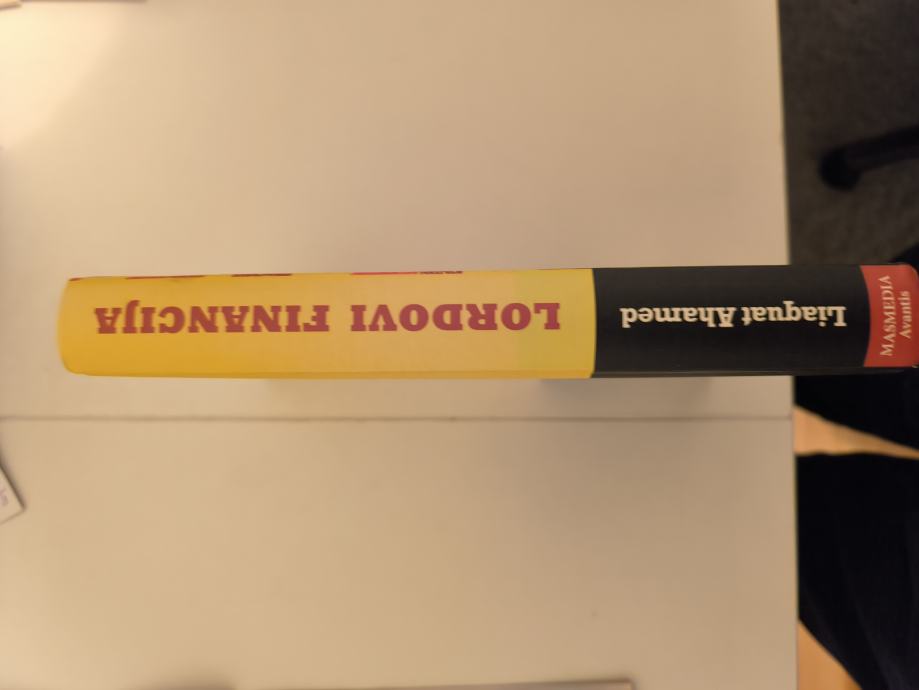 Liaquat Ahamed
LORDOVI FINANCIJA
MASMEDIA
Avantis